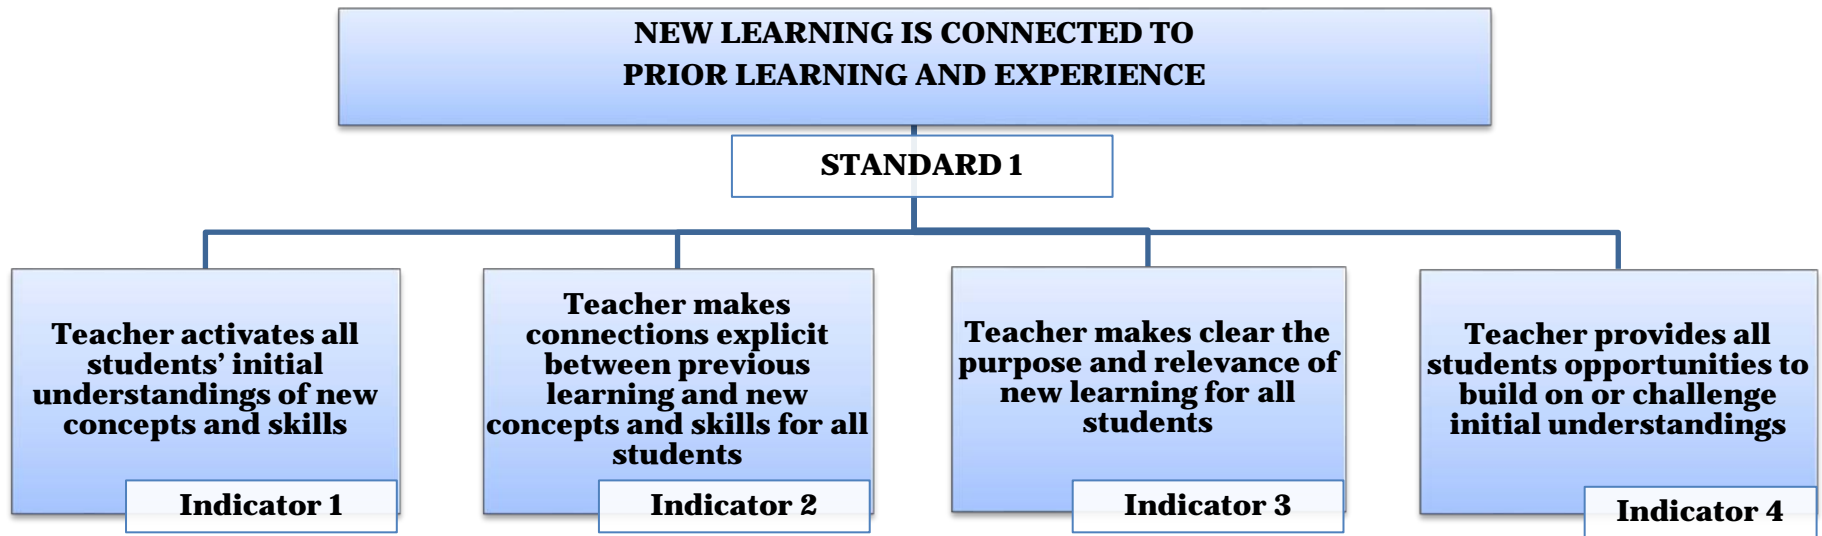 NEW LEARNING IS CONNECTED TO
PRIOR LEARNING AND EXPERIENCE
STANDARD 1
Teacher activates all
students’ initial
understandings of new
concepts and skills
Indicator 1
Teacher makes
connections explicit
between previous
learning and new
concepts and skills for all
students
Indicator 2
Teacher makes clear the
purpose and relevance of
new learning for all
students
Indicator 3
Teacher provides all
students opportunities to
build on or challenge
initial understandings
Indicator 4